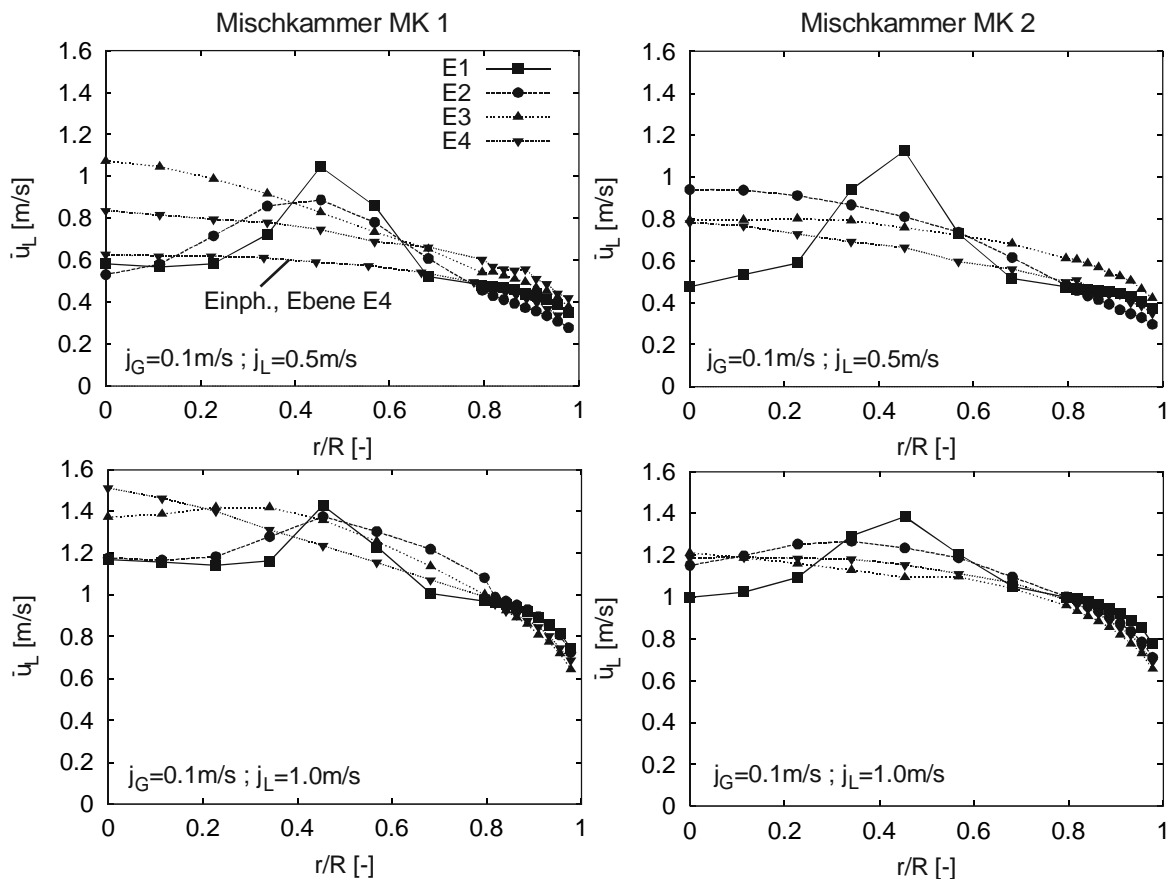 Mischkammer MK 1
Mischkammer MK 2
1.6
1.4
1.2
1
0.8
0.6
0.4
0.2
0
ū_L [m/s]
E1
E2
E3
E4
Einph., Ebene E4
j_G=0.1m/s ; j_L=0.5m/s
0 0.2 0.4 0.6 0.8 1
r/R [-]
1.6
1.4
1.2
1
0.8
0.6
0.4
0.2
0
ū_L [m/s]
j_G=0.1m/s ; j_L=0.5m/s
0 0.2 0.4 0.6 0.8 1
r/R [-]
1.6
1.4
1.2
1
0.8
0.6
0.4
0.2
0
ū_L [m/s]
j_G=0.1m/s ; j_L=1.0m/s
0 0.2 0.4 0.6 0.8 1
r/R [-]
1.6
1.4
1.2
1
0.8
0.6
0.4
0.2
0
ū_L [m/s]
j_G=0.1m/s ; j_L=1.0m/s
0 0.2 0.4 0.6 0.8 1
r/R [-]